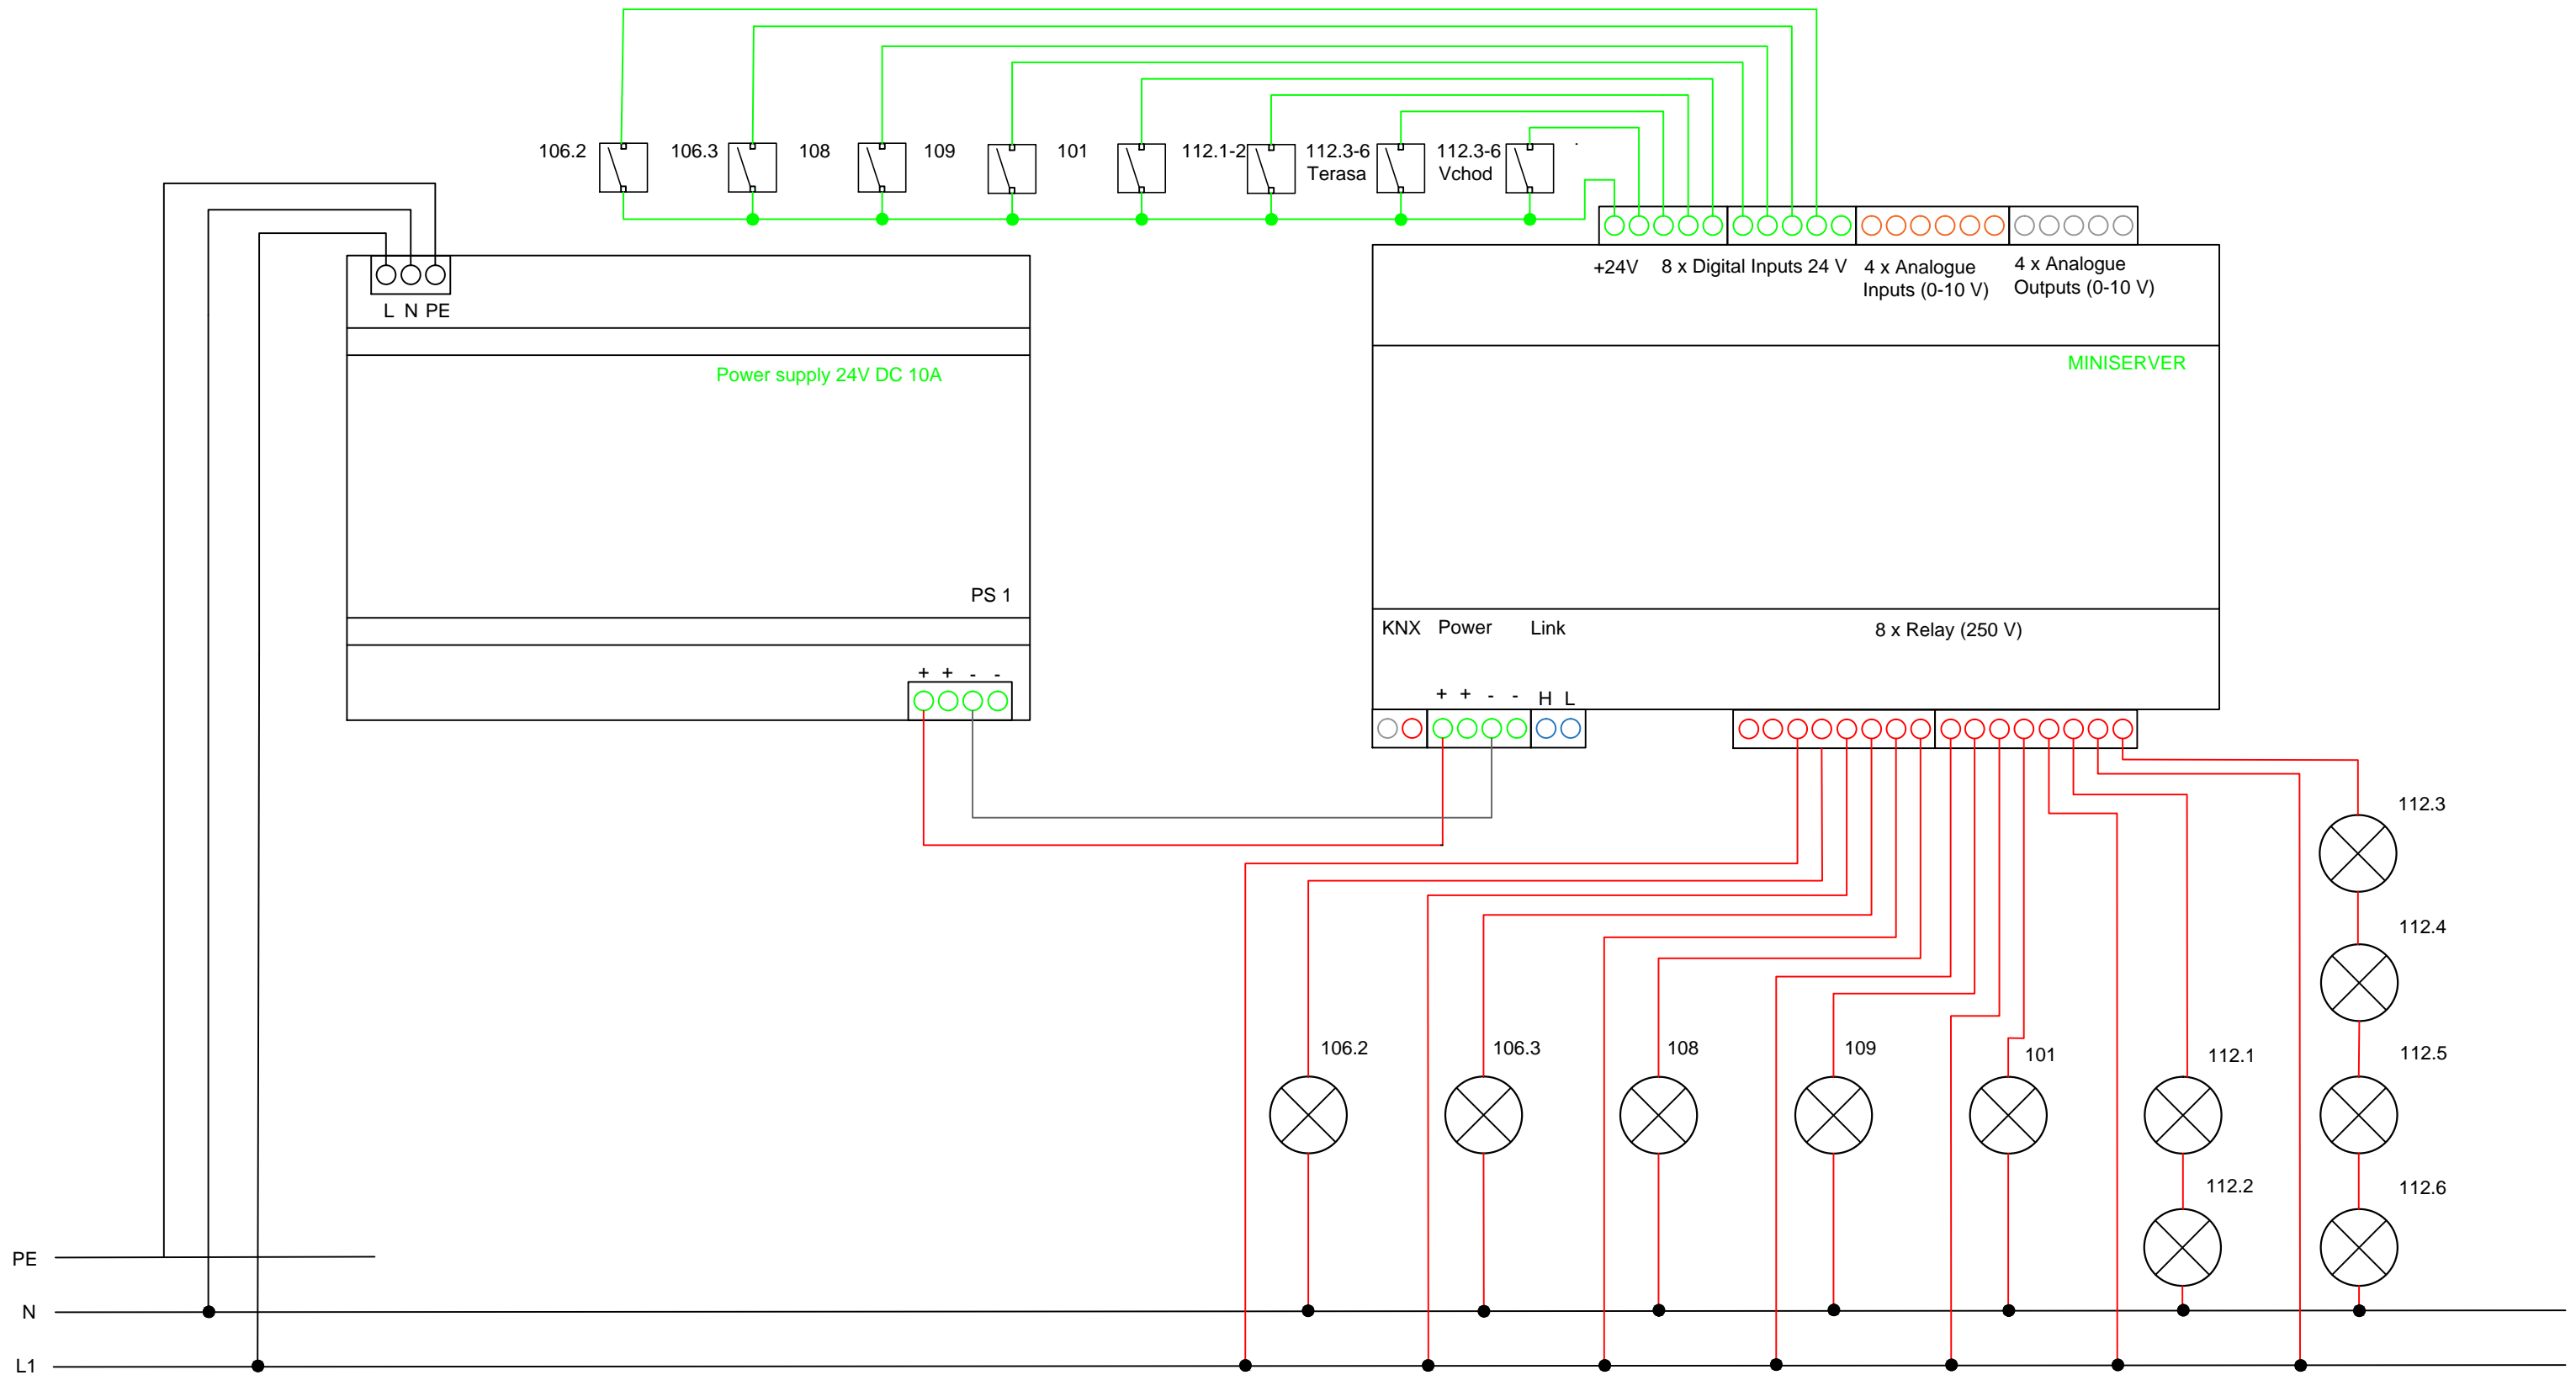 106.2
106.3
108
109
101
112.1-2
112.3-6
Terasa
112.3-6
Vchod
L N PE
+24V
8 x Digital Inputs 24 V
4 x Analogue
Inputs (0-10 V)
4 x Analogue
Outputs (0-10 V)
Power supply 24V DC 10A
MINISERVER
PS 1
KNX
Power
Link
8 x Relay (250 V)
+ + - -
+ + - -
H L
112.3
112.4
106.2
106.3
108
109
101
112.1
112.5
112.2
112.6
PE
N
L1